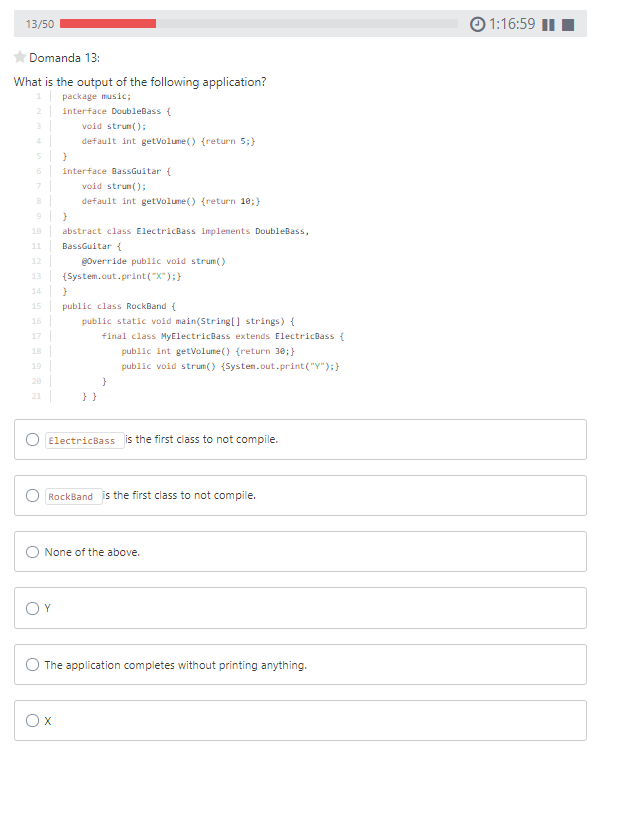 13/50 1:16:59
Domanda 13:
What is the output of the following application?
1 package music;
2 interface DoubleBass {
3 void strum();
4 default int getVolume() {return 5;}
5 }
6 interface BassGuitar {
7 void strum();
8 default int getVolume() {return 10;}
9 }
10 abstract class ElectricBass implements DoubleBass,
11 BassGuitar {
12 @Override public void strum()
13 {System.out.print("X");}
14 }
15 public class RockBand {
16 public static void main(String[] strings) {
17 final class MyElectricBass extends ElectricBass {
18 public int getVolume() {return 30;}
19 public void strum() {System.out.print("Y");}
20 }
21 } }
ElectricBass is the first class to not compile.
RockBand is the first class to not compile.
None of the above.
Y
The application completes without printing anything.
X